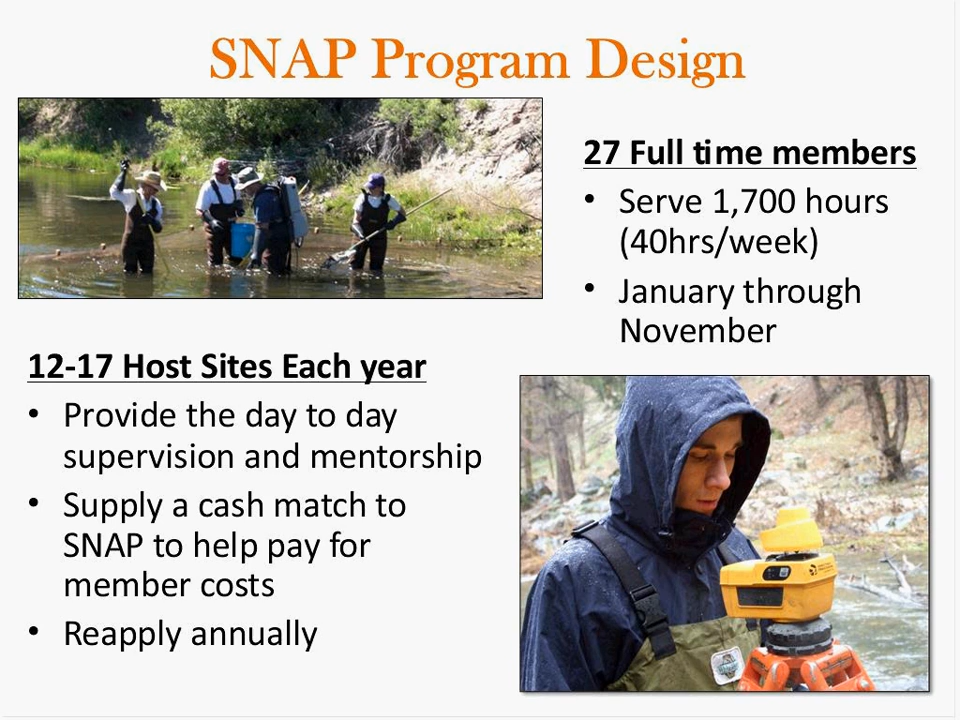 SNAP Program Design
27 Full time members
• Serve 1,700 hours
(40hrs/week)
• January through
November
12-17 Host Sites Each year
• Provide the day to day
supervision and mentorship
• Supply a cash match to
SNAP to help pay for
member costs
• Reapply annually